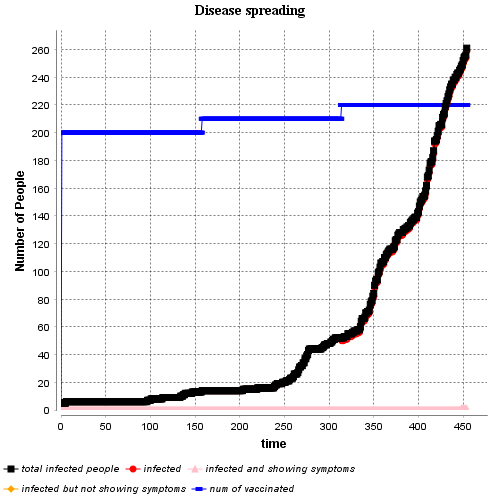 Disease spreading
Number of People
260
240
220
200
180
160
140
120
100
80
60
40
20
0
0 50 100 150 200 250 300 350 400 450
time
total infected people infected infected and showing symptoms
infected but not showing symptoms num of vaccinated